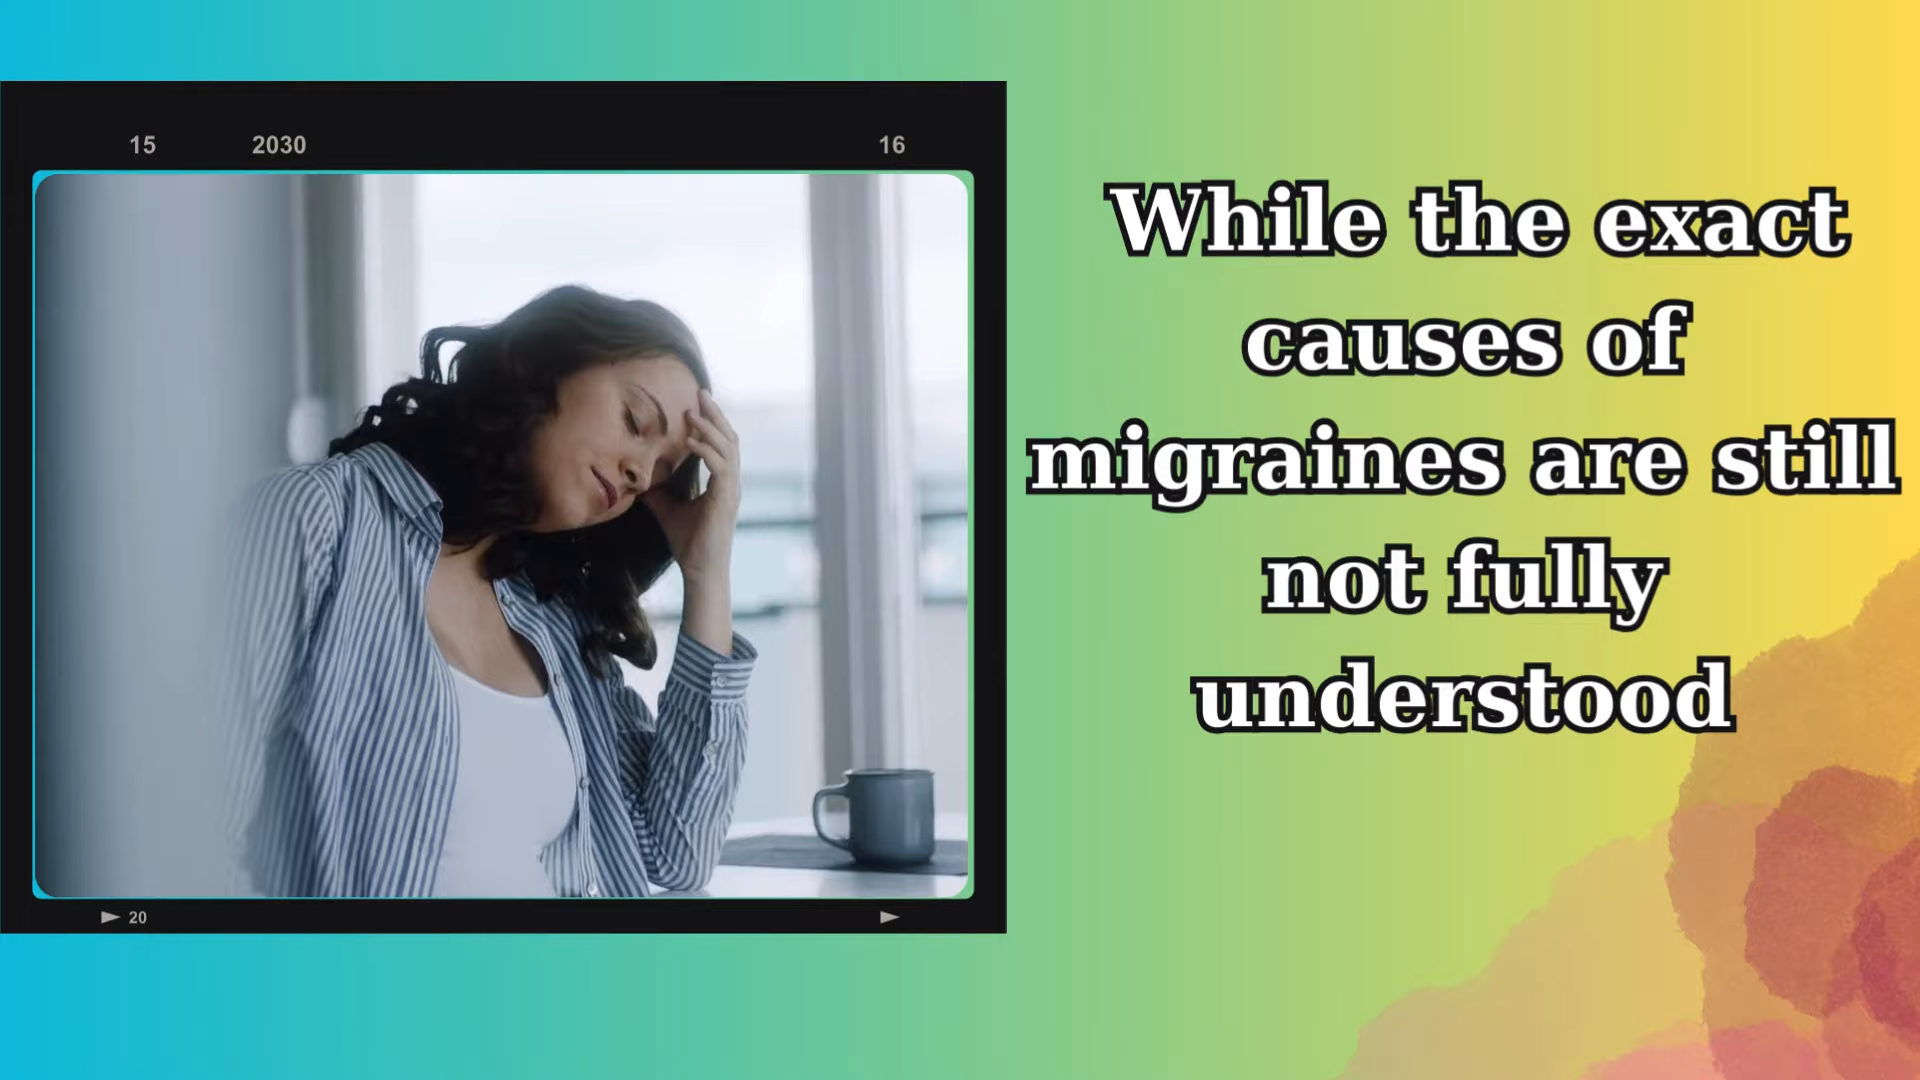 15 2030 16
While the exact
causes of
migraines are still
not fully
understood
20